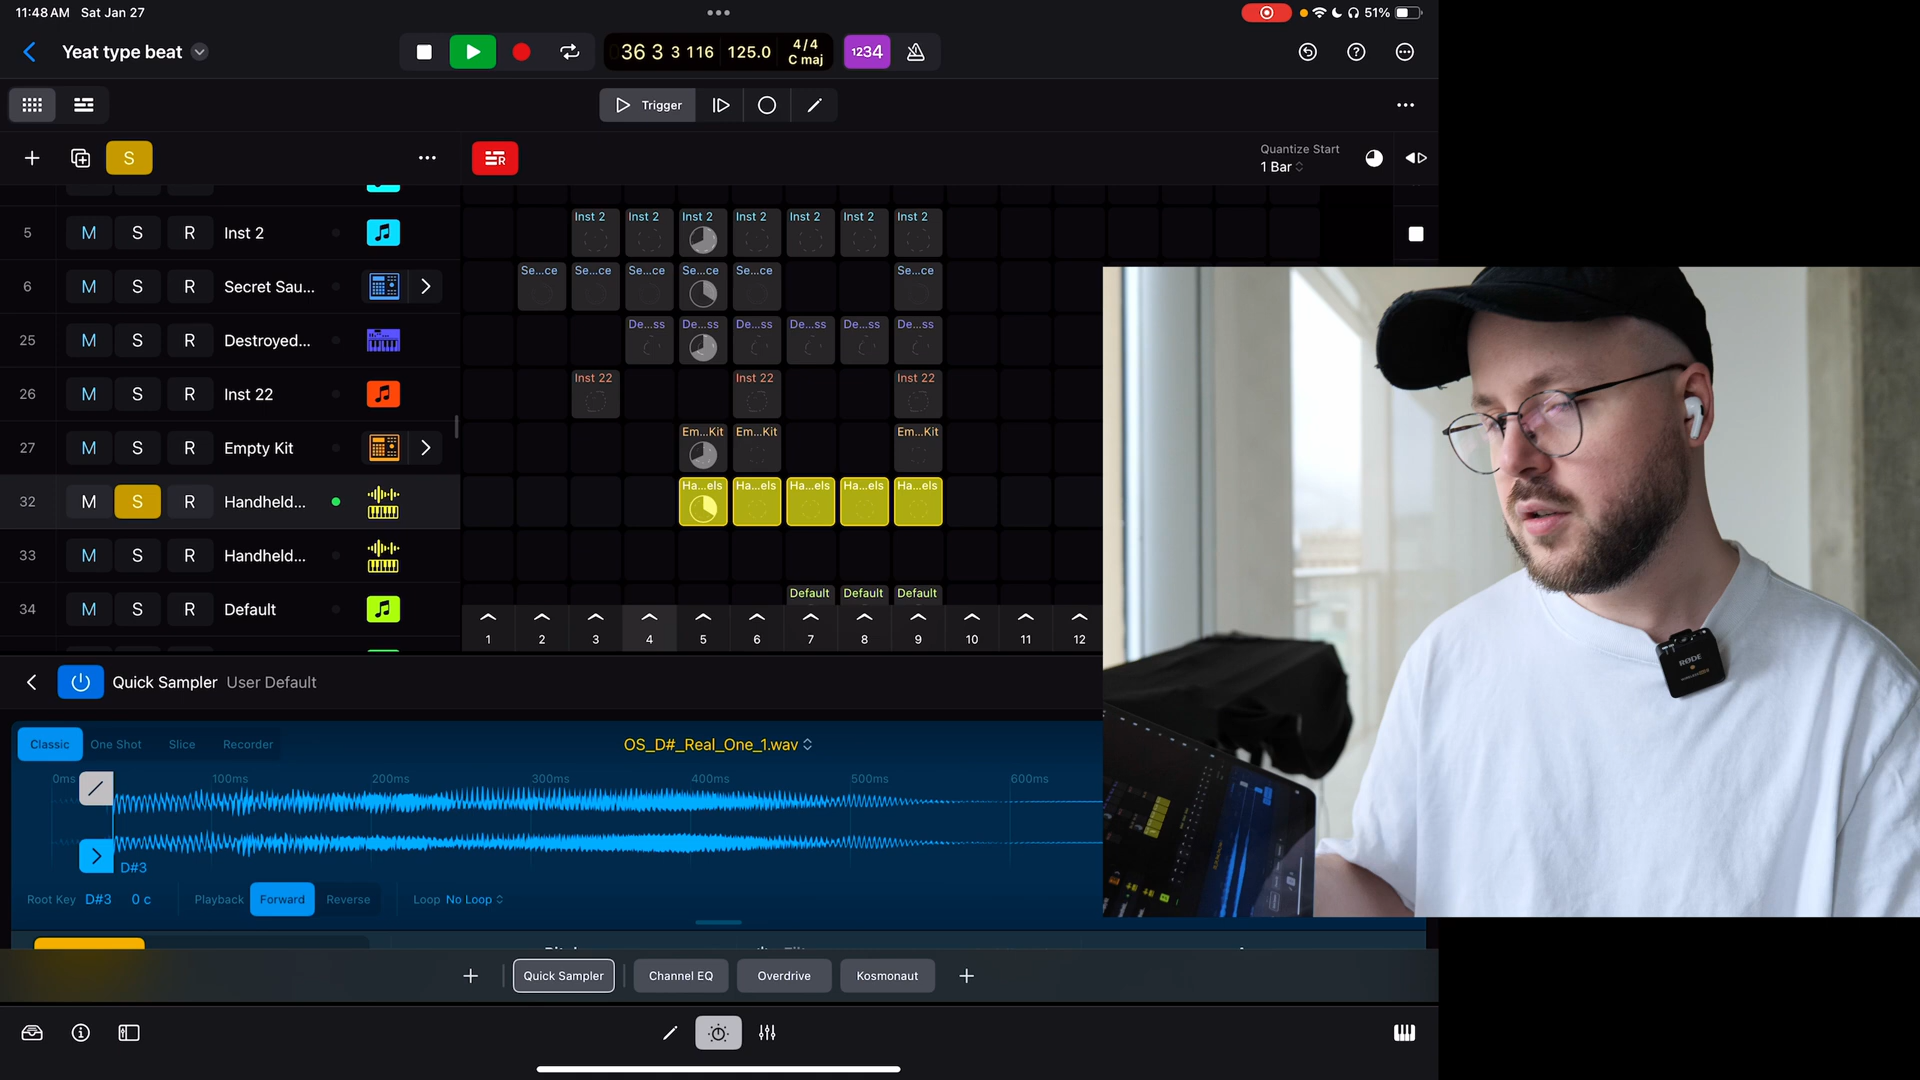 11:48 AM Sat Jan 27
51%
Yeat type beat
36 3 3 116 125.0 4/4 C maj
1234
Trigger
S
R
Quantize Start
1 Bar
5 M S R Inst 2
Inst 2 Inst 2 Inst 2 Inst 2 Inst 2 Inst 2 Inst 2
6 M S R Secret Sau...
Se...ce Se...ce Se...ce Se...ce Se...ce Se...ce
25 M S R Destroyed...
De...ss De...ss De...ss De...ss De...ss De...ss
26 M S R Inst 22
Inst 22 Inst 22 Inst 22
27 M S R Empty Kit
Em...Kit Em...Kit Em...Kit
32 M S R Handheld...
Ha...els Ha...els Ha...els Ha...els Ha...els
33 M S R Handheld...
34 M S R Default
Default Default Default
1 2 3 4 5 6 7 8 9 10 11 12
RØDE
Quick Sampler User Default
Classic One Shot Slice Recorder
OS_D#_Real_One_1.wav
0ms 100ms 200ms 300ms 400ms 500ms 600ms
D#3
Root Key D#3 0 c Playback Forward Reverse Loop No Loop
Quick Sampler Channel EQ Overdrive Kosmonaut